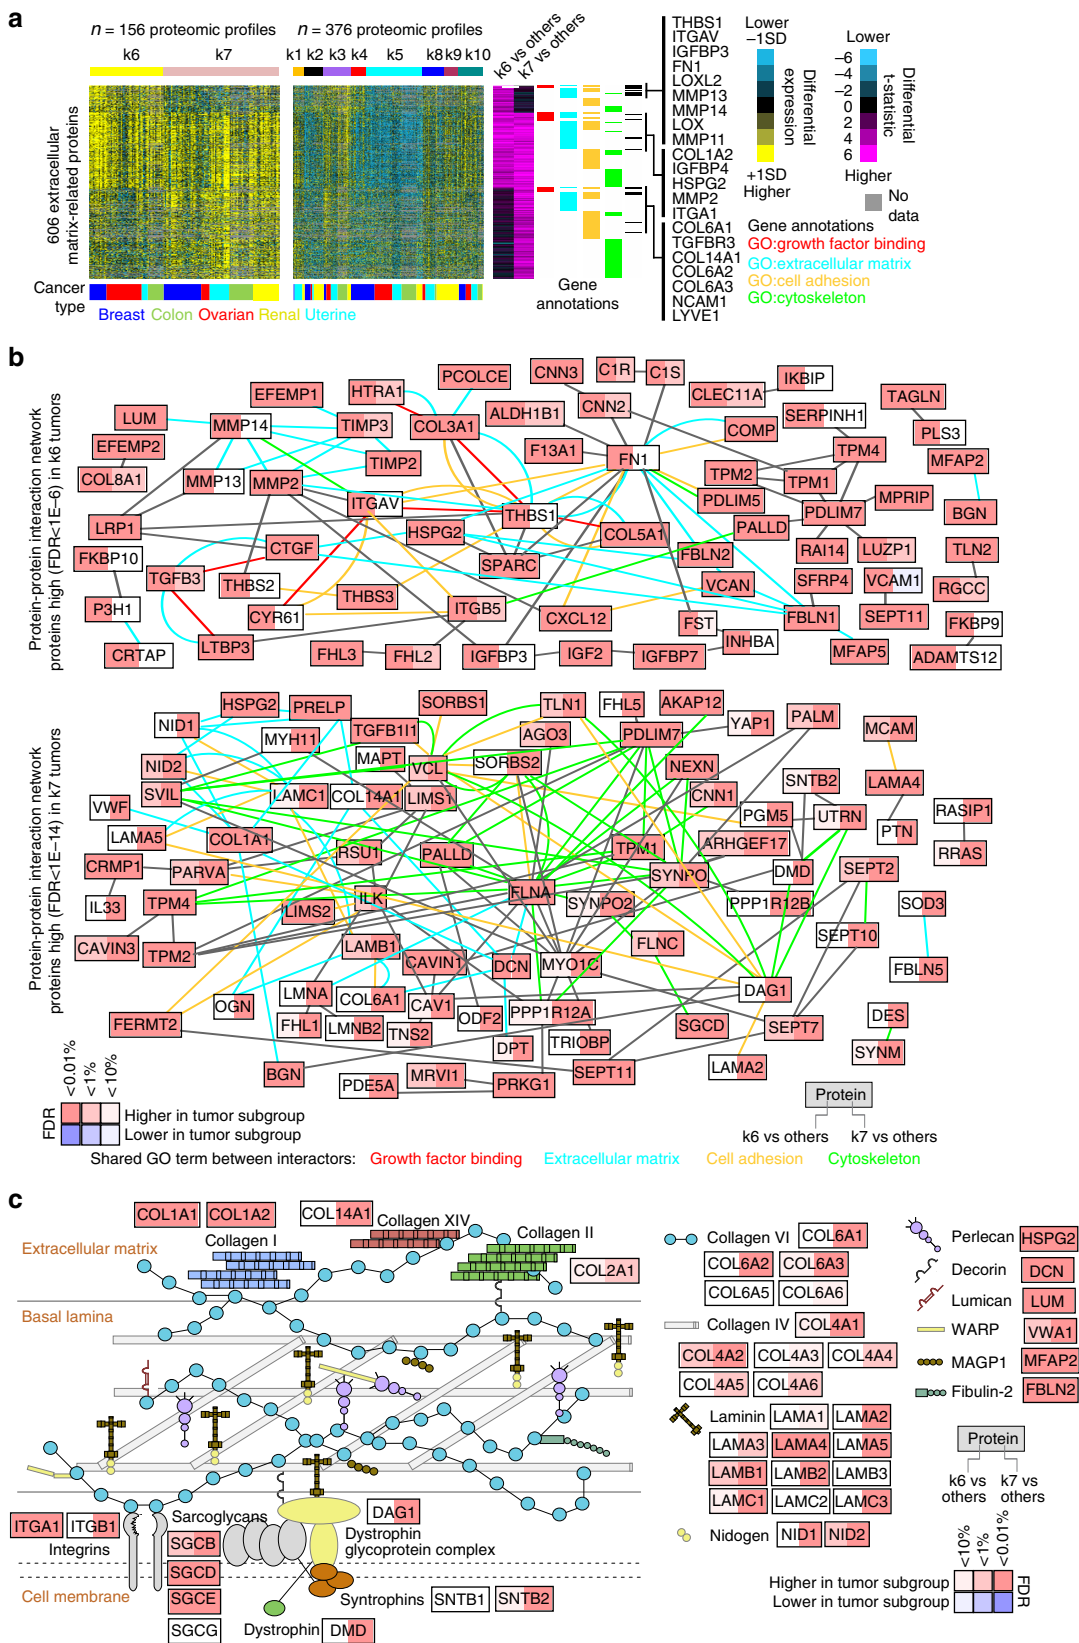 a
n = 156 proteomic profiles
n = 376 proteomic profiles
k6 k7
k1 k2 k3 k4 k5 k8 k9 k10
k6 vs others
k7 vs others
606 extracellular
matrix-related proteins
Cancer
type
Breast Colon Ovarian Renal Uterine
Gene
annotations
THBS1
ITGAV
IGFBP3
FN1
LOXL2
MMP13
MMP14
LOX
MMP11
COL1A2
IGFBP4
HSPG2
MMP2
ITGA1
COL6A1
TGFBR3
COL14A1
COL6A2
COL6A3
NCAM1
LYVE1
Lower
–1SD
Differential
expression
+1SD
Higher
Lower
–6
–4
–2
0
2
4
6
Higher
Differential
t-statistic
No
data
Gene annotations
GO:growth factor binding
GO:extracellular matrix
GO:cell adhesion
GO:cytoskeleton
b
Protein-protein interaction network
proteins high (FDR<1E–6) in k6 tumors
PCOLCE
CNN3
C1R
C1S
IKBIP
EFEMP1
HTRA1
CLEC11A
TAGLN
LUM
MMP14
TIMP3
COL3A1
ALDH1B1
CNN2
SERPINH1
COMP
PLS3
EFEMP2
F13A1
FN1
TPM4
MFAP2
TIMP2
COL8A1
MMP13
MMP2
TPM2
TPM1
MPRIP
ITGAV
PDLIM5
PDLIM7
BGN
LRP1
THBS1
HSPG2
COL5A1
PALLD
CTGF
FBLN2
RAI14
LUZP1
TLN2
FKBP10
SPARC
TGFB3
THBS2
VCAN
SFRP4
VCAM1
RGCC
THBS3
P3H1
CYR61
ITGB5
CXCL12
FST
FBLN1
SEPT11
FKBP9
CRTAP
LTBP3
FHL3
FHL2
IGFBP3
IGF2
IGFBP7
INHBA
MFAP5
ADAMTS12
Protein-protein interaction network
proteins high (FDR<1E–14) in k7 tumors
HSPG2
PRELP
SORBS1
TLN1
FHL5
AKAP12
NID1
TGFB1I1
YAP1
PALM
MCAM
MYH11
AGO3
PDLIM7
NID2
MAPT
VCL
SORBS2
NEXN
SVIL
LAMC1
COL14A1
LIMS1
CNN1
SNTB2
LAMA4
VWF
PGM5
UTRN
RASIP1
LAMA5
COL1A1
PTN
CRMP1
RSU1
PALLD
TPM1
ARHGEF17
RRAS
PARVA
SYNPO
DMD
SEPT2
IL33
TPM4
ILK
FLNA
LIMS2
SYNPO2
PPP1R12B
SOD3
CAVIN3
TPM2
LAMB1
CAVIN1
DCN
MYO1C
FLNC
SEPT10
FBLN5
OGN
LMNA
COL6A1
CAV1
DAG1
FERMT2
FHL1
LMNB2
TNS2
ODF2
PPP1R12A
SGCD
SEPT7
DES
DPT
TRIOBP
SYNM
BGN
PDE5A
MRVI1
PRKG1
SEPT11
LAMA2
<0.01%
<1%
<10%
FDR
Higher in tumor subgroup
Lower in tumor subgroup
Protein
k6 vs others k7 vs others
Shared GO term between interactors: Growth factor binding Extracellular matrix Cell adhesion Cytoskeleton
c
COL1A1 COL1A2 COL14A1
Collagen XIV
Extracellular matrix
Collagen I
Collagen II
COL2A1
Basal lamina
ITGA1 ITGB1
Integrins
Sarcoglycans
SGCB
SGCD
SGCE
SGCG
DAG1
Dystrophin
glycoprotein complex
Cell membrane
Syntrophins SNTB1 SNTB2
Dystrophin DMD
Collagen VI COL6A1
COL6A2 COL6A3
COL6A5 COL6A6
Collagen IV COL4A1
COL4A2 COL4A3 COL4A4
COL4A5 COL4A6
Laminin LAMA1 LAMA2
LAMA3 LAMA4 LAMA5
LAMB1 LAMB2 LAMB3
LAMC1 LAMC2 LAMC3
Nidogen NID1 NID2
Perlecan HSPG2
Decorin DCN
Lumican LUM
WARP VWA1
MAGP1 MFAP2
Fibulin-2 FBLN2
Protein
k6 vs
others
k7 vs
others
<10%
<1%
<0.01%
Higher in tumor subgroup
Lower in tumor subgroup
FDR